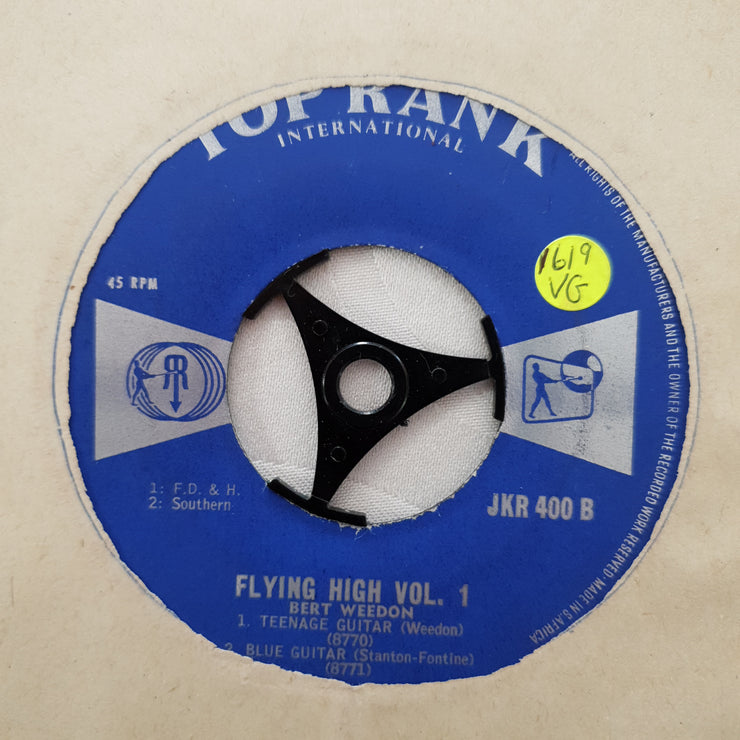 TOP RANK
INTERNATIONAL
ALL RIGHTS OF THE MANUFACTURERS AND THE OWNER OF THE RECORDED WORK RESERVED. MADE IN S. AFRICA
1619
VG
45 RPM
1: F.D. & H.
2: Southern
JKR 400 B
FLYING HIGH VOL. 1
BERT WEEDON
1. TEENAGE GUITAR (Weedon)
(8770)
2. BLUE GUITAR (Stanton-Fontine)
(8771)